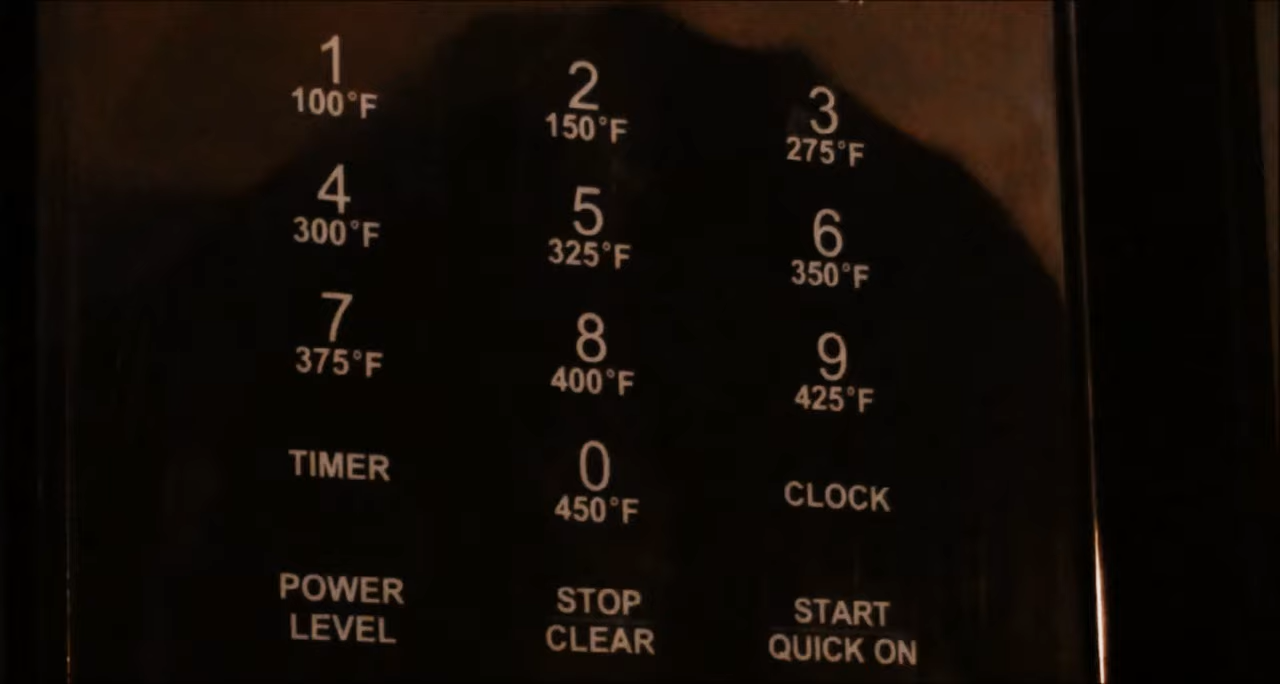 1 2 3
100°F 150°F 275°F
4 5 6
300°F 325°F 350°F
7 8 9
375°F 400°F 425°F
TIMER 0 CLOCK
450°F
POWER STOP START
LEVEL CLEAR QUICK ON